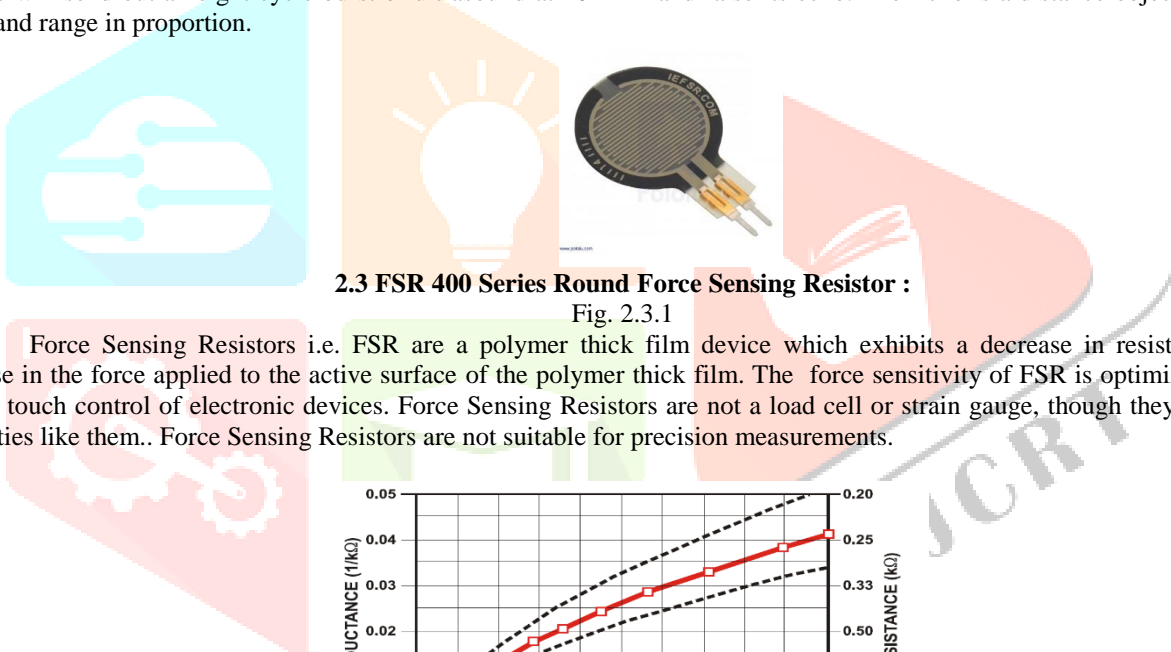 and range in proportion.
IEFSR.COM
2.3 FSR 400 Series Round Force Sensing Resistor :
Fig. 2.3.1
Force Sensing Resistors i.e. FSR are a polymer thick film device which exhibits a decrease in resist
se in the force applied to the active surface of the polymer thick film. The force sensitivity of FSR is optimi
touch control of electronic devices. Force Sensing Resistors are not a load cell or strain gauge, though they
ties like them.. Force Sensing Resistors are not suitable for precision measurements.
IJCRT
0.05
0.20
0.04
0.25
0.03
0.33
0.02
0.50
DUCTANCE (1/kΩ)
SISTANCE (kΩ)